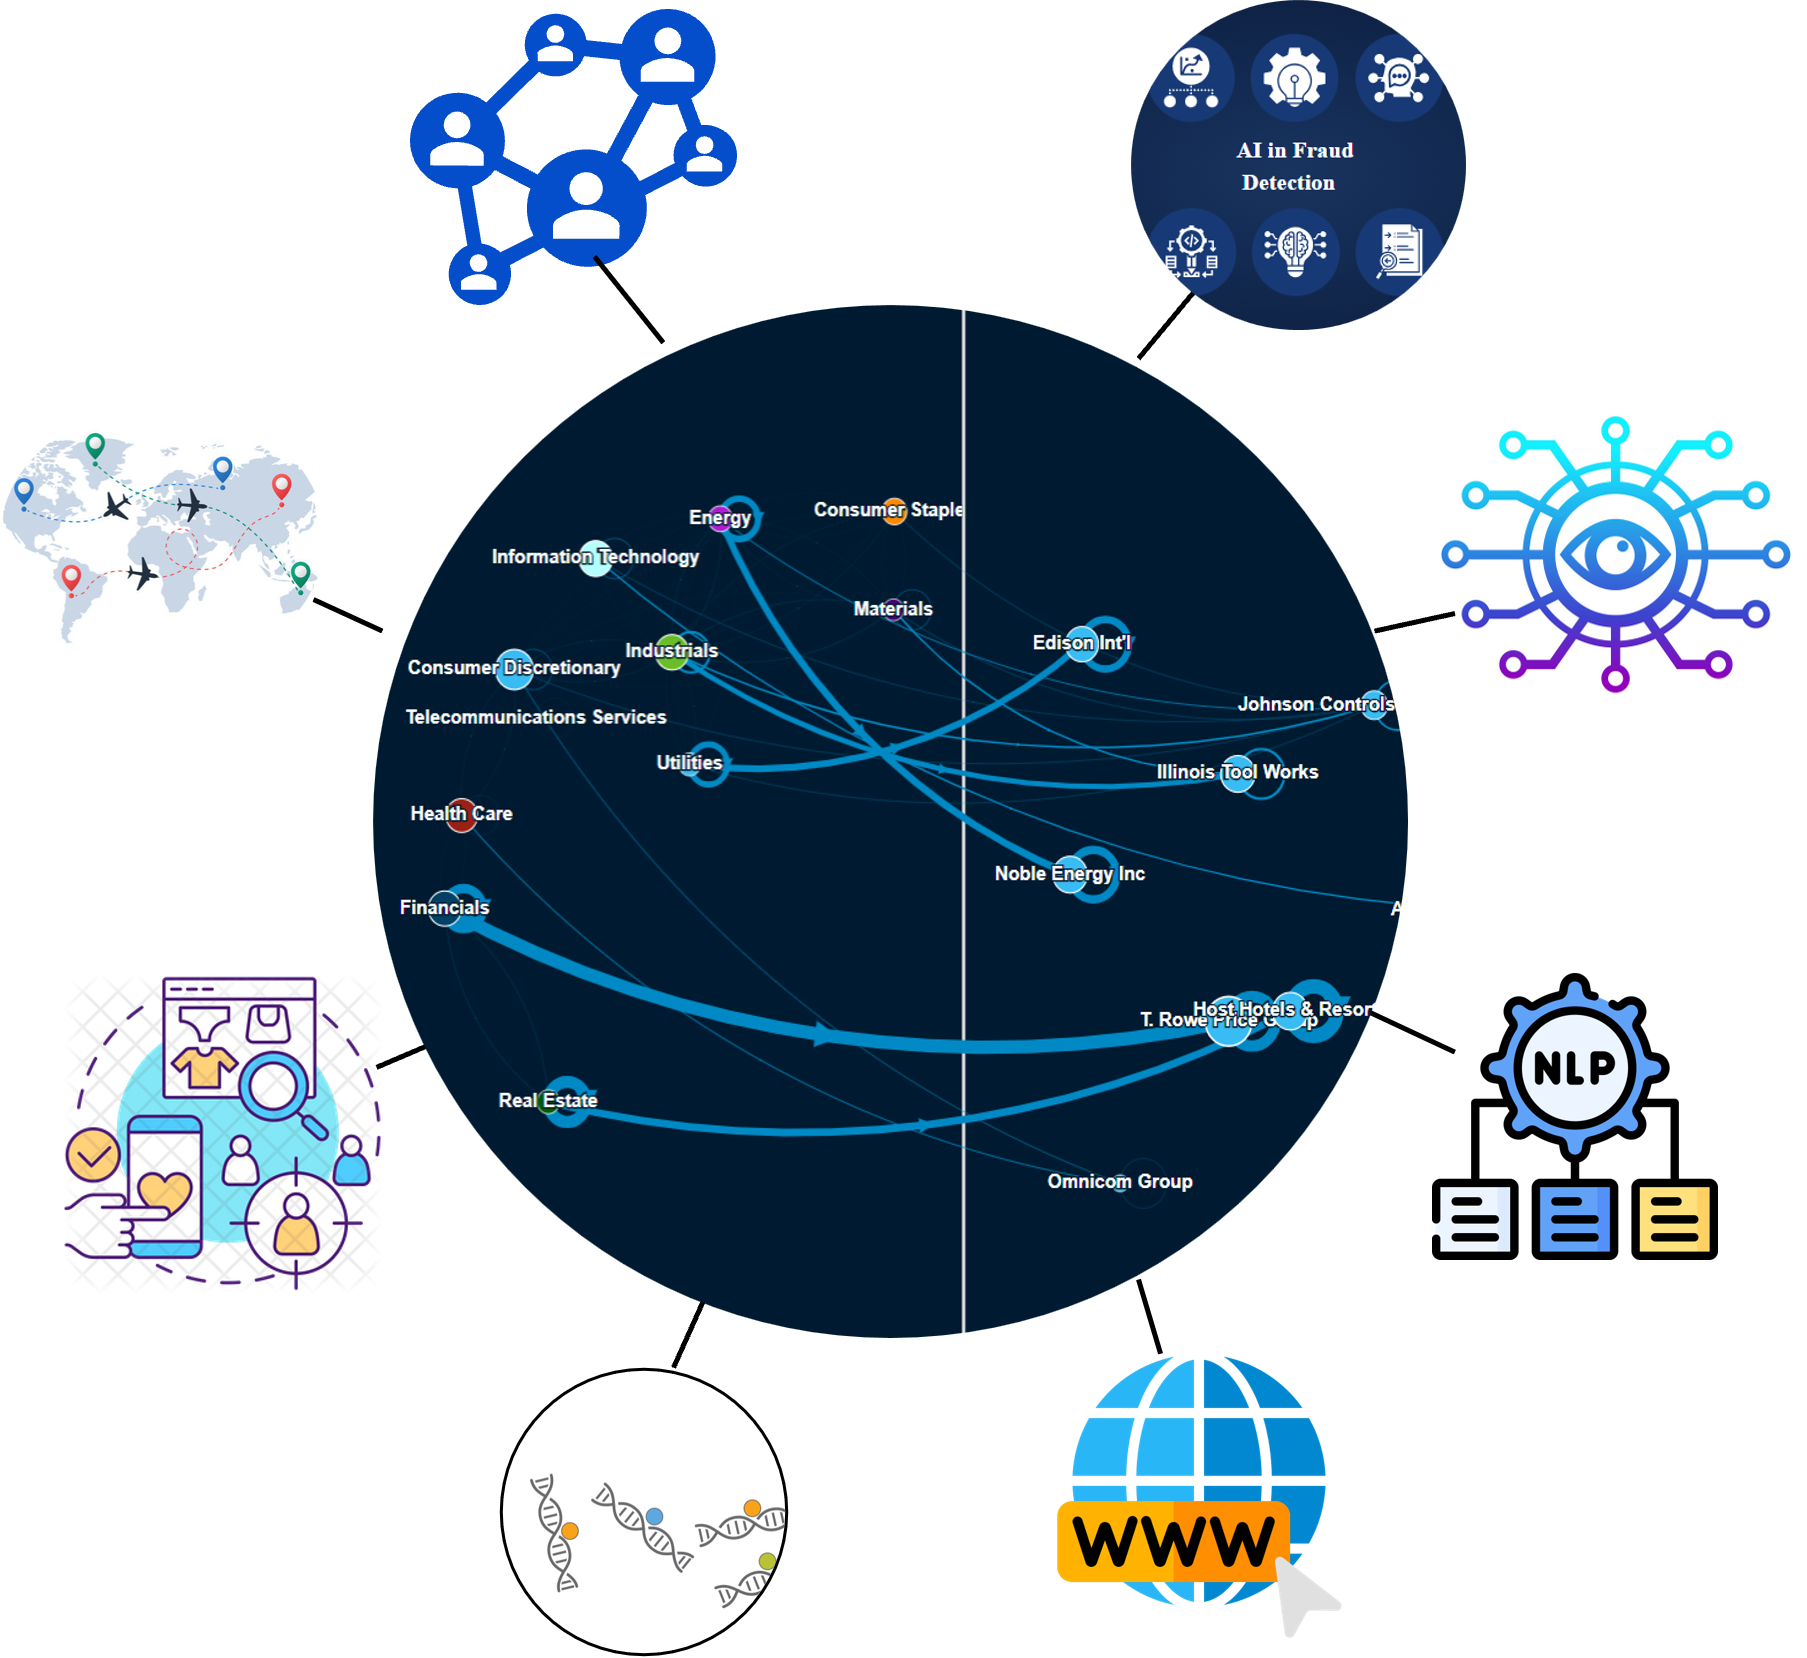 AI in Fraud
Detection
Energy
Consumer Staple
Information Technology
Materials
Edison Int'l
Industrials
Consumer Discretionary
Johnson Controls
Telecommunications Services
Utilities
Illinois Tool Works
Health Care
Noble Energy Inc
Financials
A
Host Hotels & Resor
T. Rowe Price Group
NLP
Real Estate
Omnicom Group
WWW